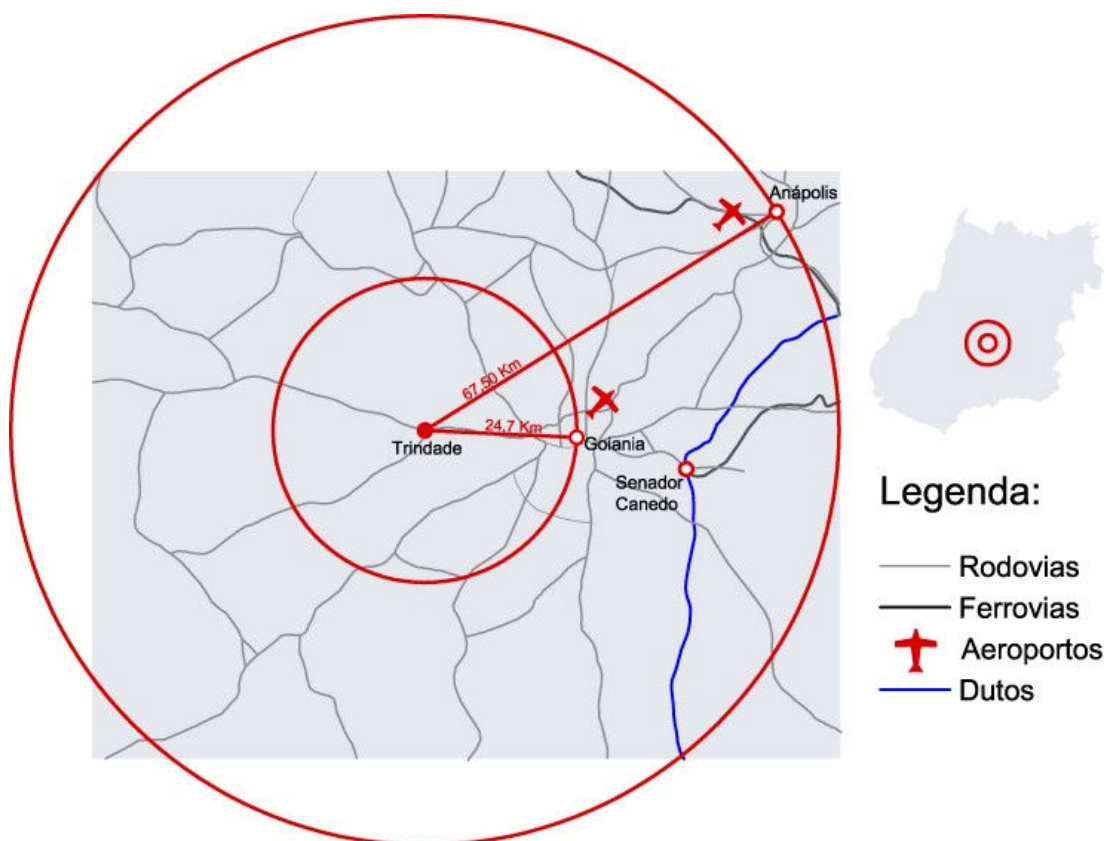 Anápolis
67,50 Km
24,7 Km
Trindade
Goiania
Senador
Canedo
Legenda:
Rodovias
Ferrovias
Aeroportos
Dutos